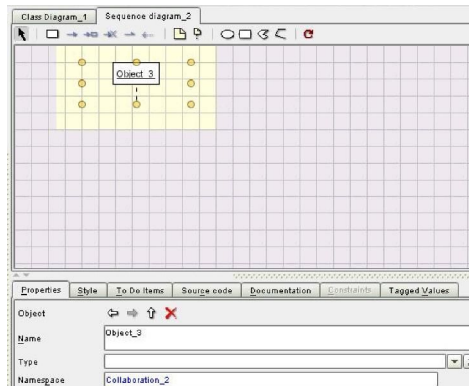 Class Diagram_1 Sequence diagram_2
Object_3
Properties Style To Do Items Source code Documentation Constraints Tagged Values
Object
Name Object_3
Type
Namespace Collaboration_2